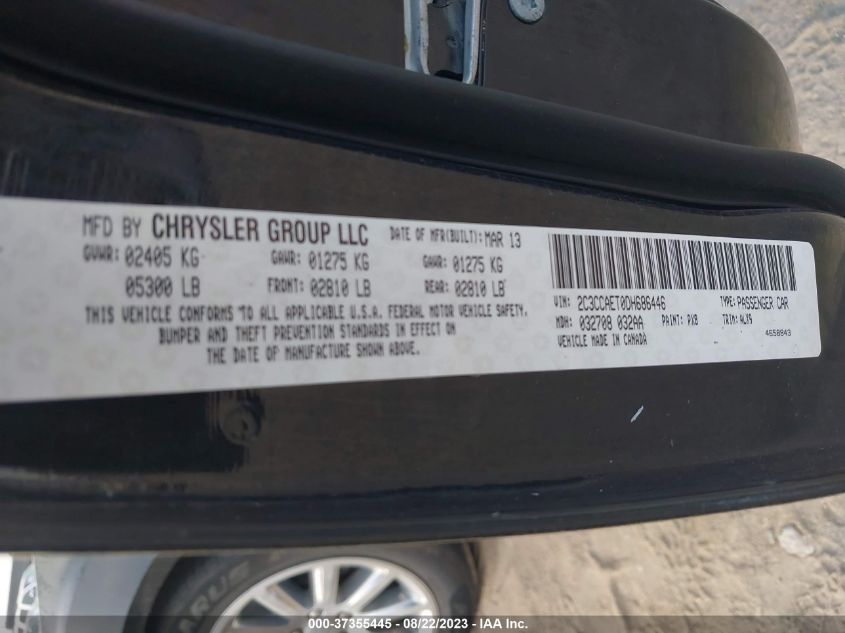 MFD BY CHRYSLER GROUP LLC DATE OF MFR(BUILT): MAR 13
GVWR: 02405 KG GAWR: 01275 KG GAWR: 01275 KG
05300 LB FRONT: 02810 LB REAR: 02810 LB
THIS VEHICLE CONFORMS TO ALL APPLICABLE U.S.A. FEDERAL MOTOR VEHICLE SAFETY,
BUMPER AND THEFT PREVENTION STANDARDS IN EFFECT ON
THE DATE OF MANUFACTURE SHOWN ABOVE.
VIN: 2C3CCAET0DH686446 TYPE: PASSENGER CAR
MDH: 032708 032AA PAINT: PX8 TRIM: ALX9
VEHICLE MADE IN CANADA 4658843
000-37355445 - 08/22/2023 - IAA Inc.